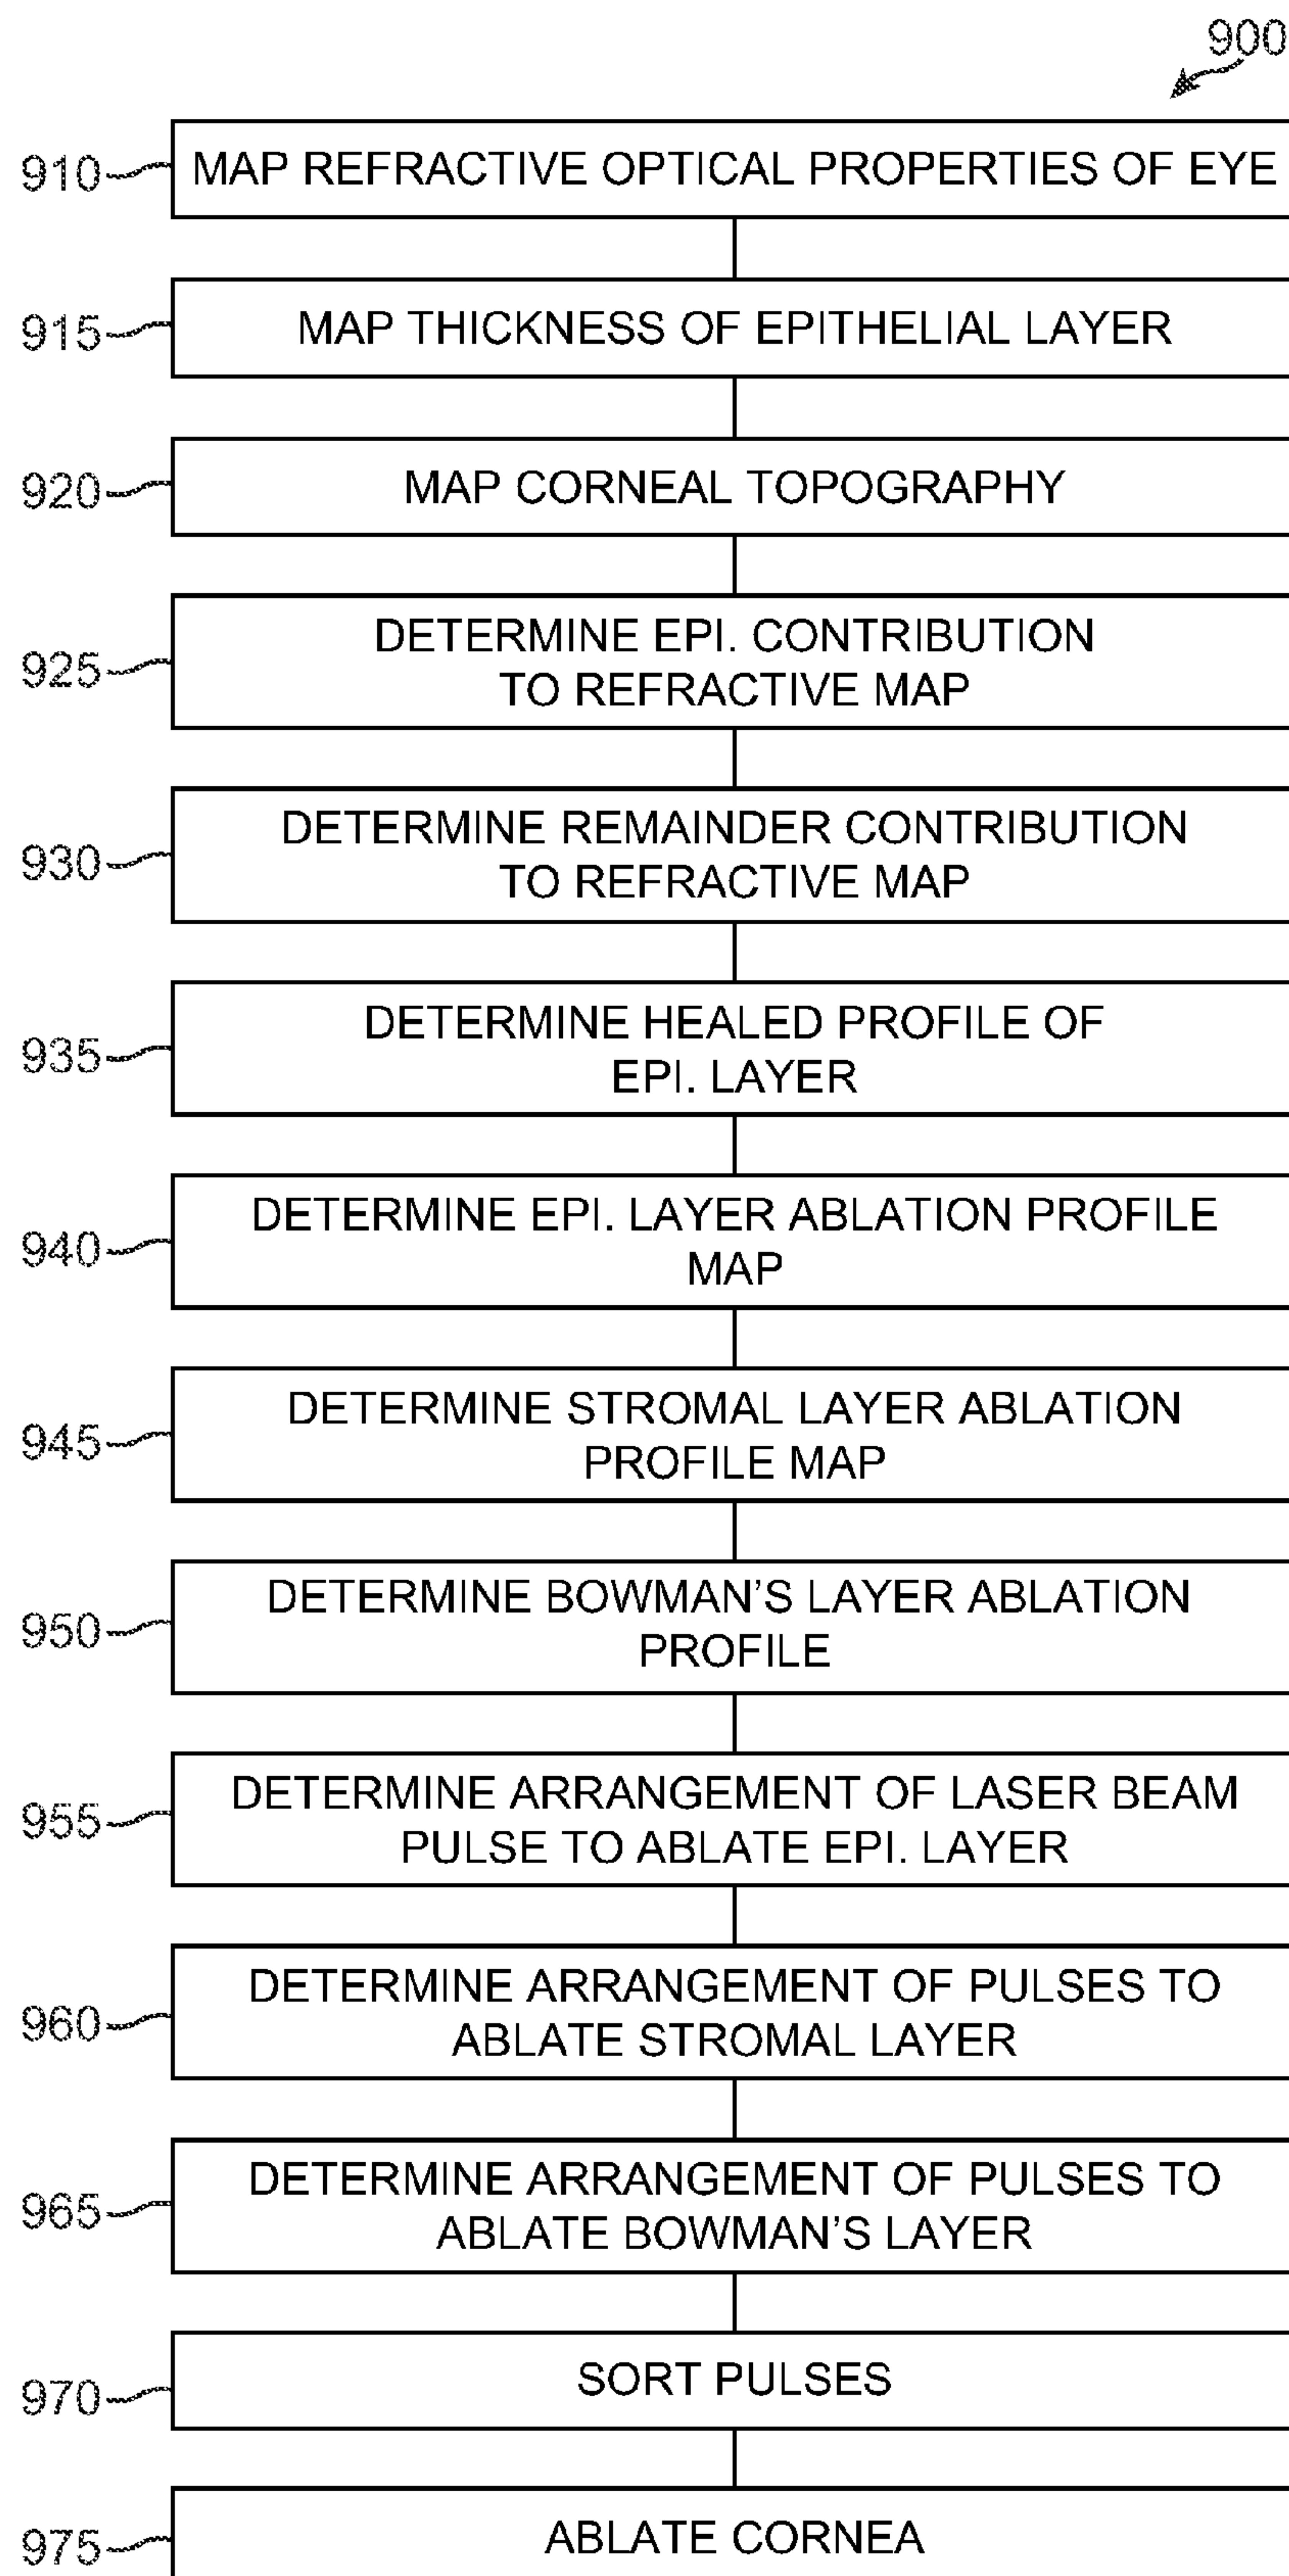 900
910 MAP REFRACTIVE OPTICAL PROPERTIES OF EYE
915 MAP THICKNESS OF EPITHELIAL LAYER
920 MAP CORNEAL TOPOGRAPHY
925 DETERMINE EPI. CONTRIBUTION
TO REFRACTIVE MAP
930 DETERMINE REMAINDER CONTRIBUTION
TO REFRACTIVE MAP
935 DETERMINE HEALED PROFILE OF
EPI. LAYER
940 DETERMINE EPI. LAYER ABLATION PROFILE
MAP
945 DETERMINE STROMAL LAYER ABLATION
PROFILE MAP
950 DETERMINE BOWMAN’S LAYER ABLATION
PROFILE
955 DETERMINE ARRANGEMENT OF LASER BEAM
PULSE TO ABLATE EPI. LAYER
960 DETERMINE ARRANGEMENT OF PULSES TO
ABLATE STROMAL LAYER
965 DETERMINE ARRANGEMENT OF PULSES TO
ABLATE BOWMAN’S LAYER
970 SORT PULSES
975 ABLATE CORNEA